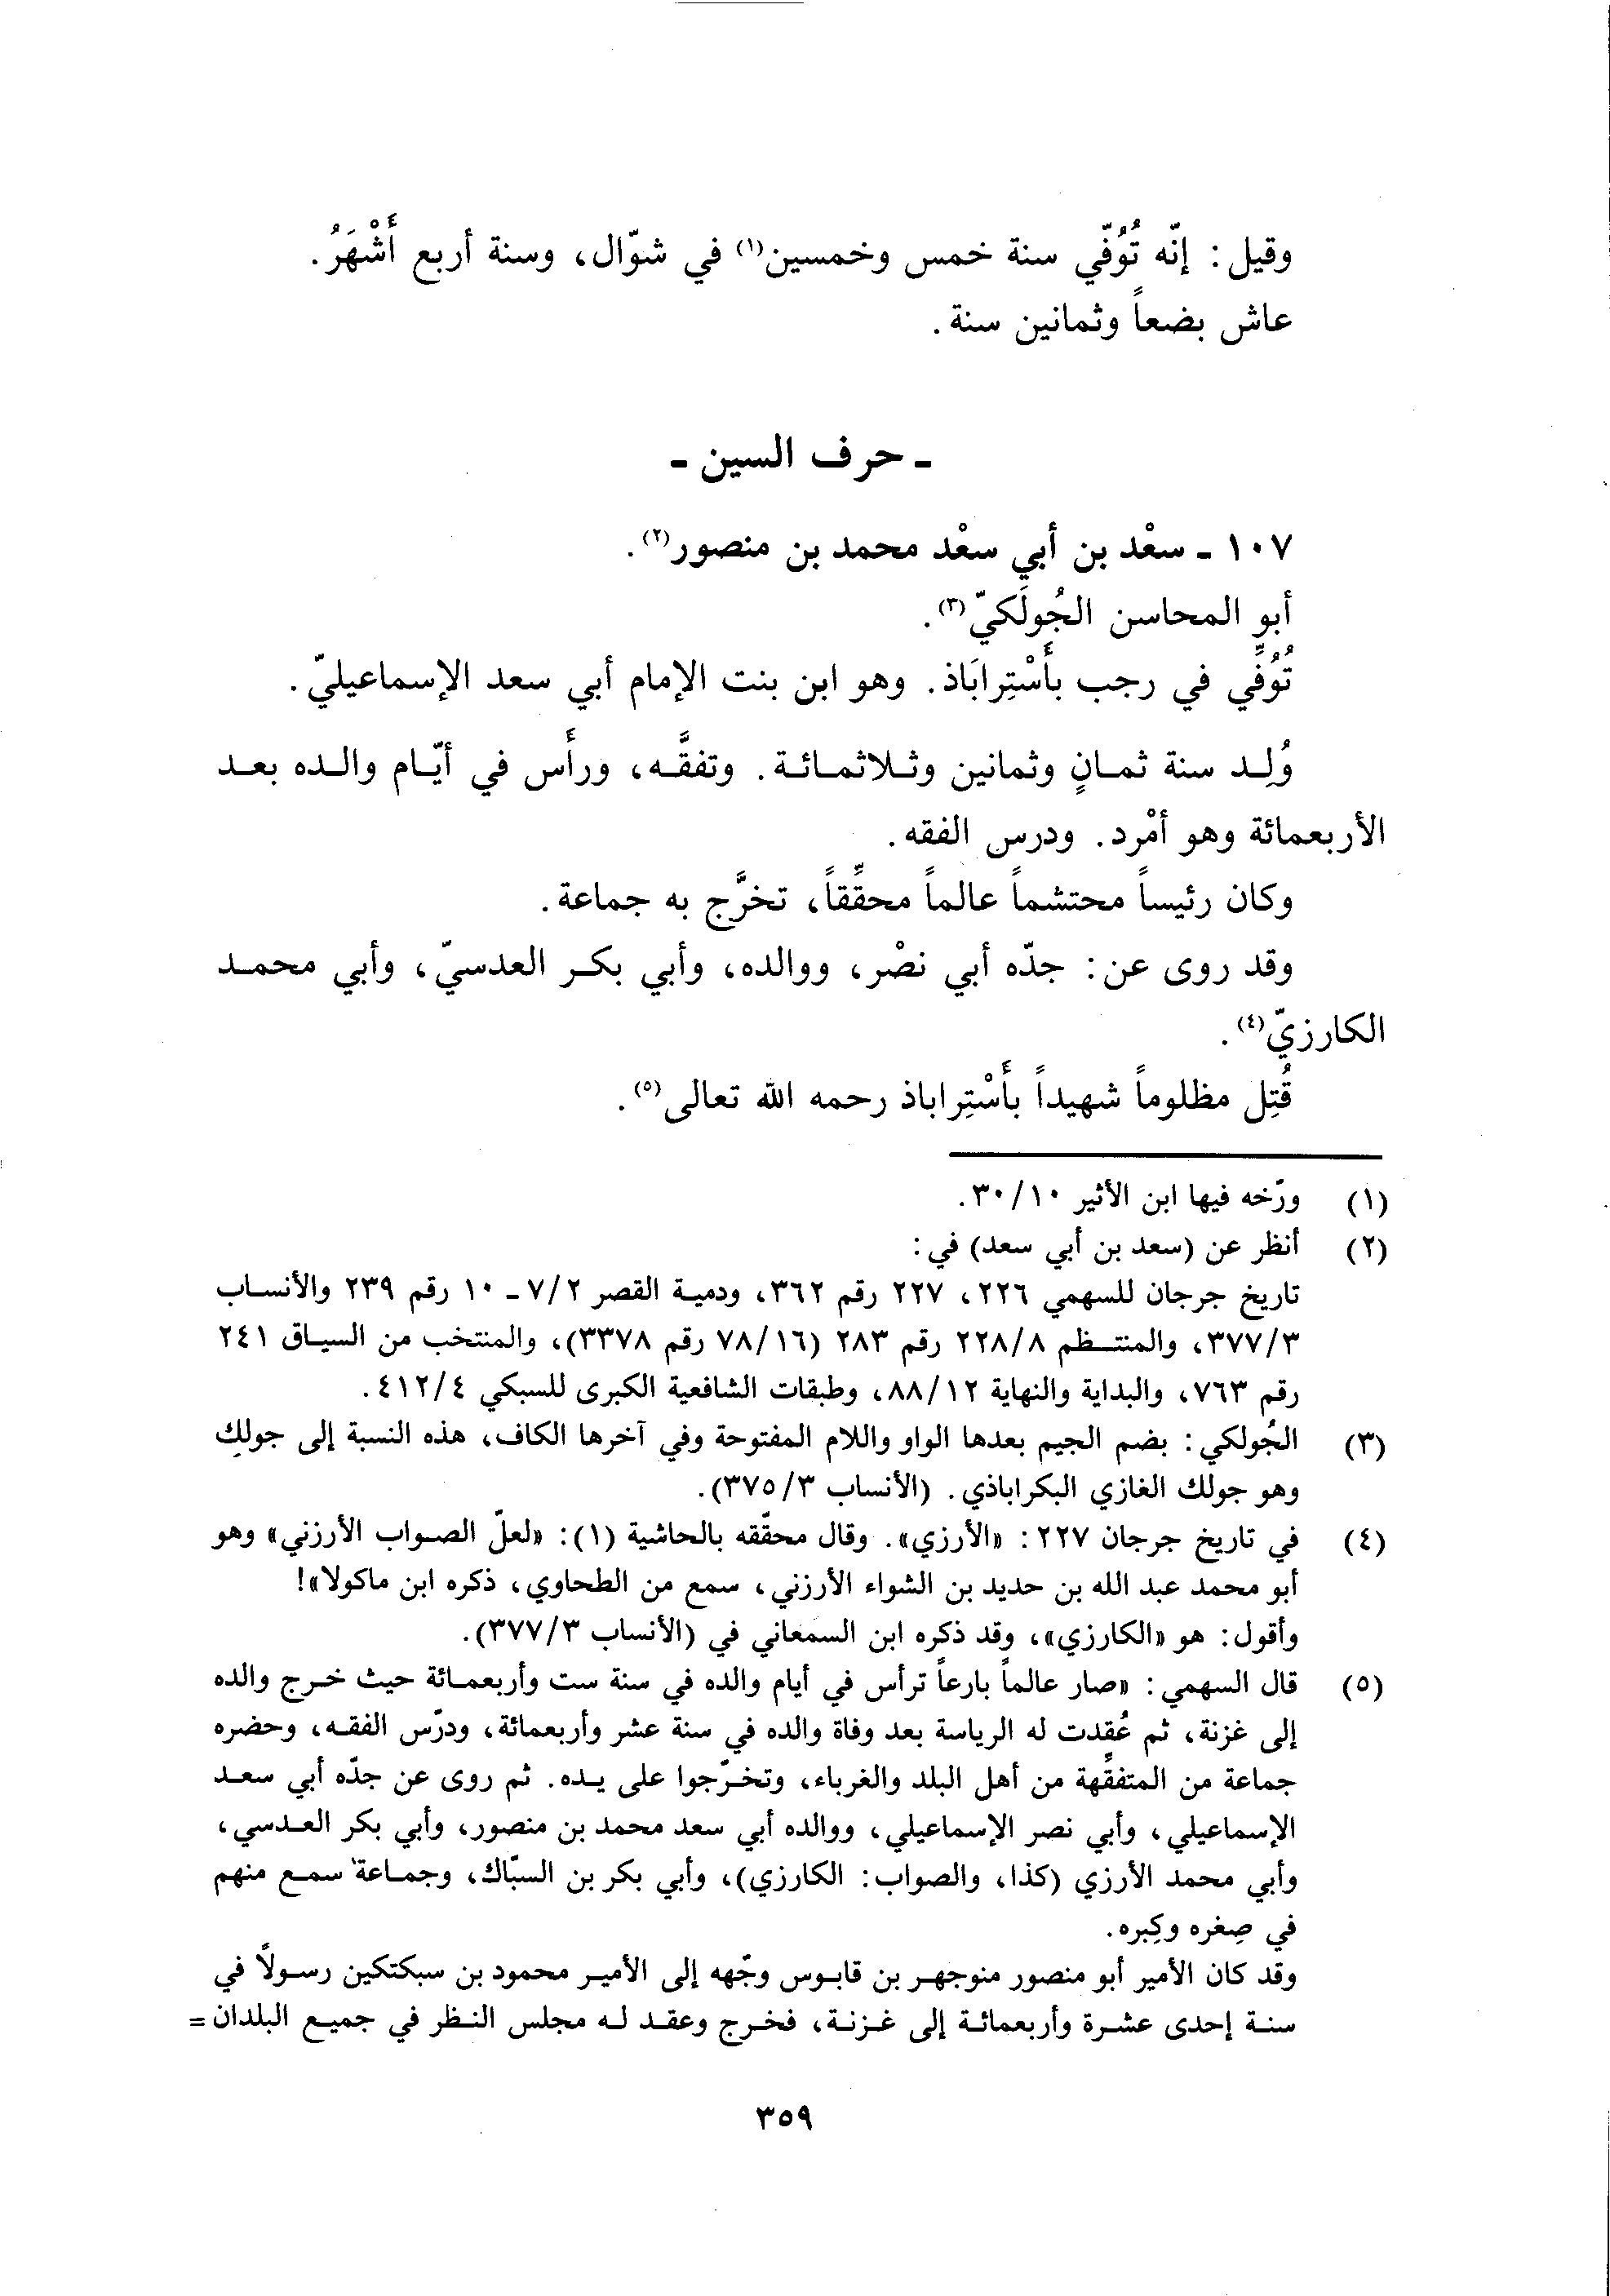 وقيل: إنّه تُوُفّي سنة خمس وخمسين(١) في شوّال، وسنة أربع أَشْهَرُ.
عاش بضعاً وثمانين سنة.
ـ حرف السين ـ
١٠٧ ـ سعْد بن أبي سعْد محمد بن منصور(٢).
أبو المحاسن الجُولَكيّ(٣).
تُوُفِّي في رجب بأَسْتِرابَاذ. وهو ابن بنت الإمام أبي سعد الإسماعيليّ.
وُلِد سنة ثمانٍ وثمانين وثلاثمائة. وتفقَّه، ورأَس في أيّام والده بعد
الأربعمائة وهو أمْرد. ودرس الفقه.
وكان رئيساً محتشماً عالماً محقِّقاً، تخرَّج به جماعة.
وقد روى عن: جدّه أبي نصْر، ووالده، وأبي بكر العدسيّ، وأبي محمد
الكارزيّ(٤).
قُتِل مظلوماً شهيداً بأَسْتِراباذ رحمه الله تعالى(٥).
(١) ورّخه فيها ابن الأثير ٣٠/١٠.
(٢) أنظر عن (سعد بن أبي سعد) في:
تاريخ جرجان للسهمي ٢٢٦، ٢٢٧ رقم ٣٦٢، ودمية القصر ٧/٢ ـ ١٠ رقم ٢٣٩ والأنساب
٣٧٧/٣، والمنتظم ٢٢٨/٨ رقم ٢٨٣ (٧٨/١٦ رقم ٣٣٧٨)، والمنتخب من السياق ٢٤١
رقم ٧٦٣، والبداية والنهاية ٨٨/١٢، وطبقات الشافعية الكبرى للسبكي ٤١٢/٤.
(٣) الجُولكي: بضم الجيم بعدها الواو واللام المفتوحة وفي آخرها الكاف، هذه النسبة إلى جولك
وهو جولك الغازي البكراباذي. (الأنساب ٣٧٥/٣).
(٤) في تاريخ جرجان ٢٢٧: «الأرزي». وقال محقّقه بالحاشية (١): «لعلّ الصواب الأرزني» وهو
أبو محمد عبد الله بن حديد بن الشواء الأرزني، سمع من الطحاوي، ذكره ابن ماكولا»!
وأقول: هو «الكارزي»، وقد ذكره ابن السمعاني في (الأنساب ٣٧٧/٣).
(٥) قال السهمي: «صار عالماً بارعاً ترأس في أيام والده في سنة ست وأربعمائة حيث خرج والده
إلى غزنة، ثم عُقِدت له الرياسة بعد وفاة والده في سنة عشر وأربعمائة، ودرّس الفقه، وحضره
جماعة من المتفقِّهة من أهل البلد والغرباء، وتخرّجوا على يده. ثم روى عن جدّه أبي سعد
الإسماعيلي، وأبي نصر الإسماعيلي، ووالده أبي سعد محمد بن منصور، وأبي بكر العدسي،
وأبي محمد الأرزي (كذا، والصواب: الكارزي)، وأبي بكر بن السبّاك، وجماعة سمع منهم
في صِغره وكِبره.
وقد كان الأمير أبو منصور منوجهر بن قابوس وجّهه إلى الأمير محمود بن سبكتكين رسولاً في
سنة إحدى عشرة وأربعمائة إلى غزنة، فخرج وعقد له مجلس النظر في جميع البلدان =
٣٥٩